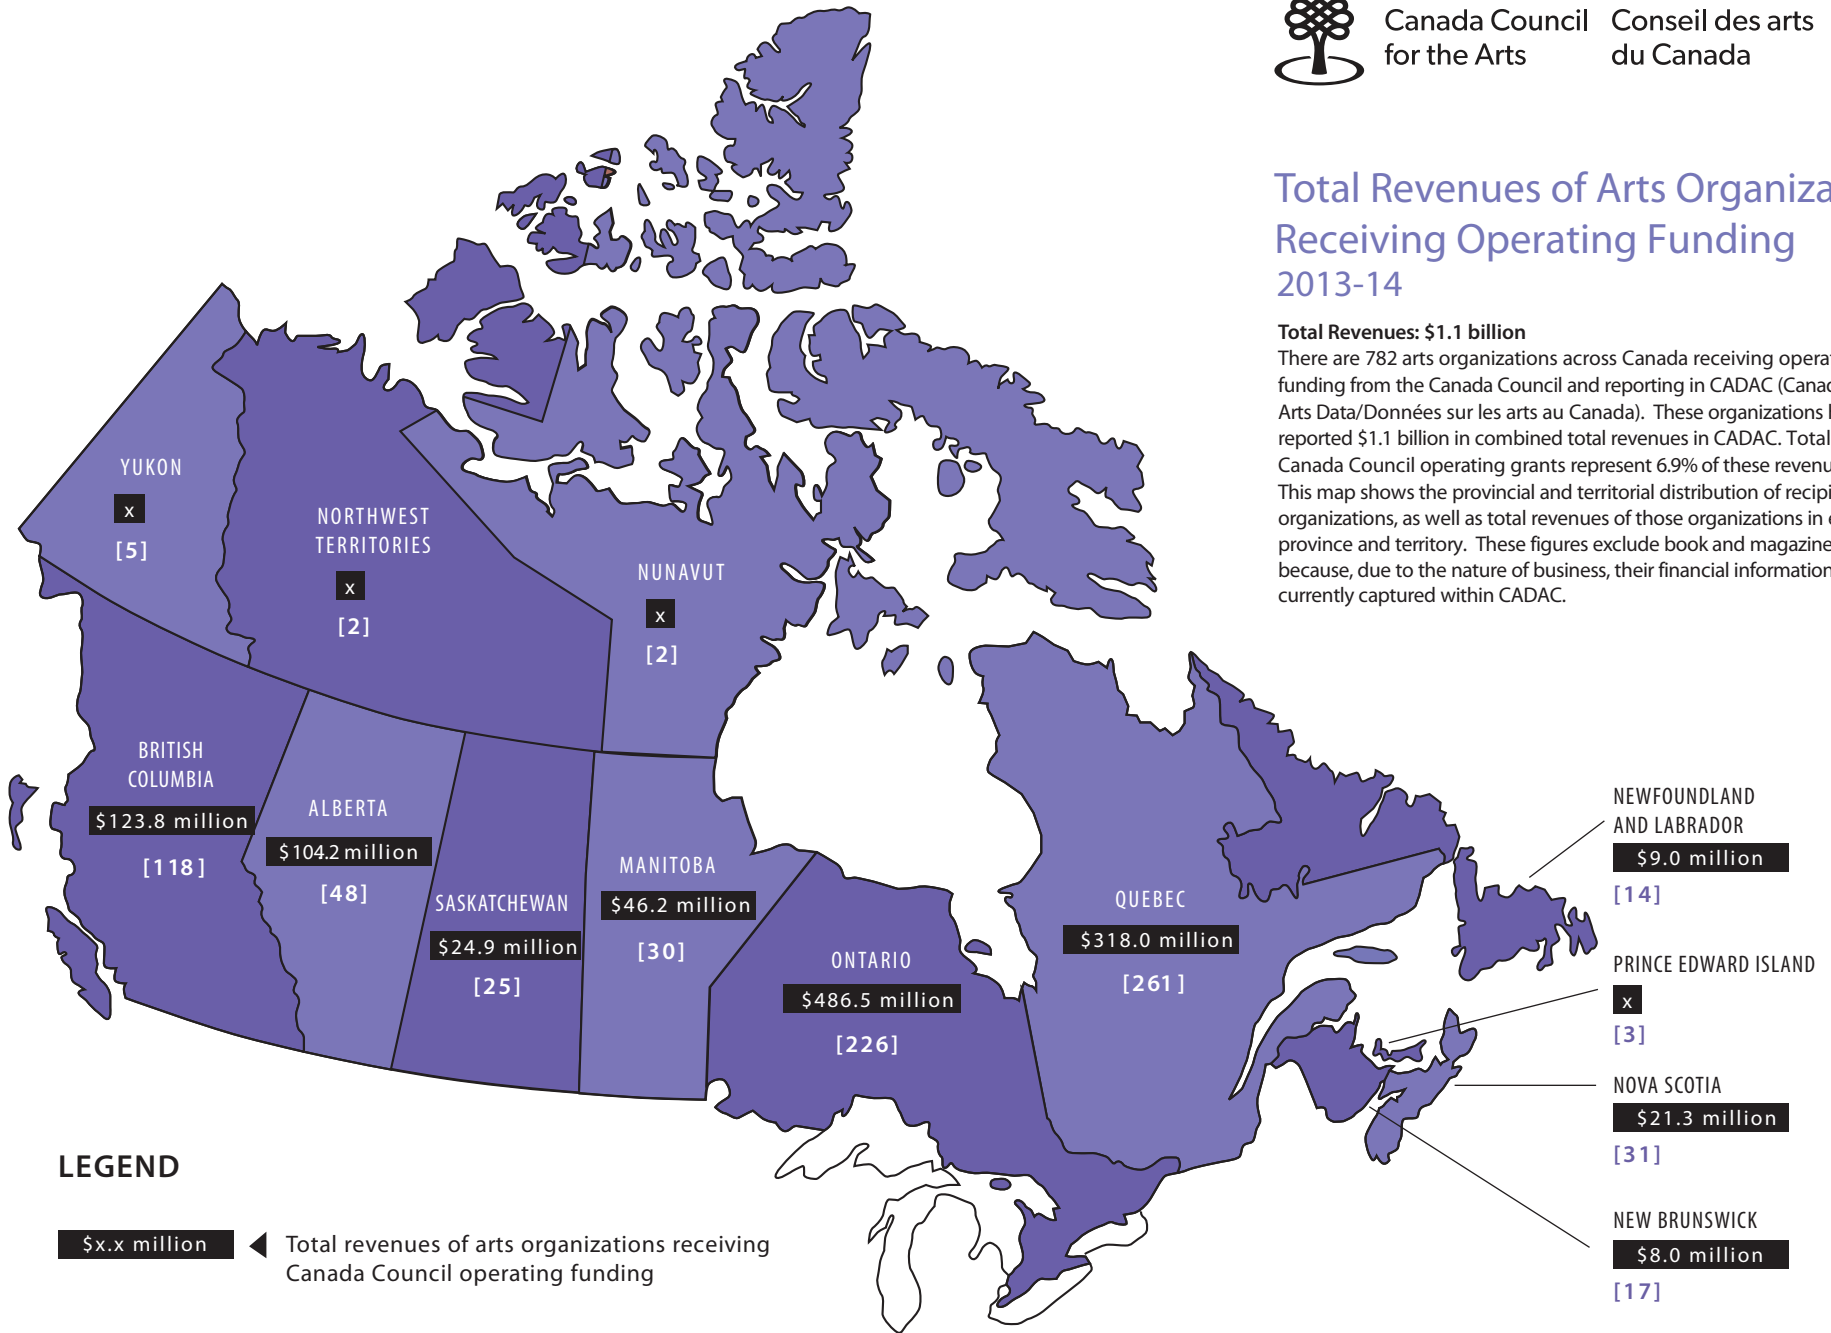 Canada Council for the Arts
Conseil des arts du Canada
Total Revenues of Arts Organiza
Receiving Operating Funding
2013-14
Total Revenues: $1.1 billion
There are 782 arts organizations across Canada receiving opera
funding from the Canada Council and reporting in CADAC (Canad
Arts Data/Données sur les arts au Canada). These organizations
reported $1.1 billion in combined total revenues in CADAC. Total
Canada Council operating grants represent 6.9% of these revenu
This map shows the provincial and territorial distribution of recipi
organizations, as well as total revenues of those organizations in
province and territory. These figures exclude book and magazine
because, due to the nature of business, their financial information
currently captured within CADAC.
YUKON
x
[5]
NORTHWEST
TERRITORIES
x
[2]
NUNAVUT
x
[2]
BRITISH
COLUMBIA
$123.8 million
[118]
ALBERTA
$104.2 million
[48]
SASKATCHEWAN
$24.9 million
[25]
MANITOBA
$46.2 million
[30]
ONTARIO
$486.5 million
[226]
QUEBEC
$318.0 million
[261]
NEWFOUNDLAND
AND LABRADOR
$9.0 million
[14]
PRINCE EDWARD ISLAND
x
[3]
NOVA SCOTIA
$21.3 million
[31]
NEW BRUNSWICK
$8.0 million
[17]
LEGEND
$x.x million
Total revenues of arts organizations receiving
Canada Council operating funding